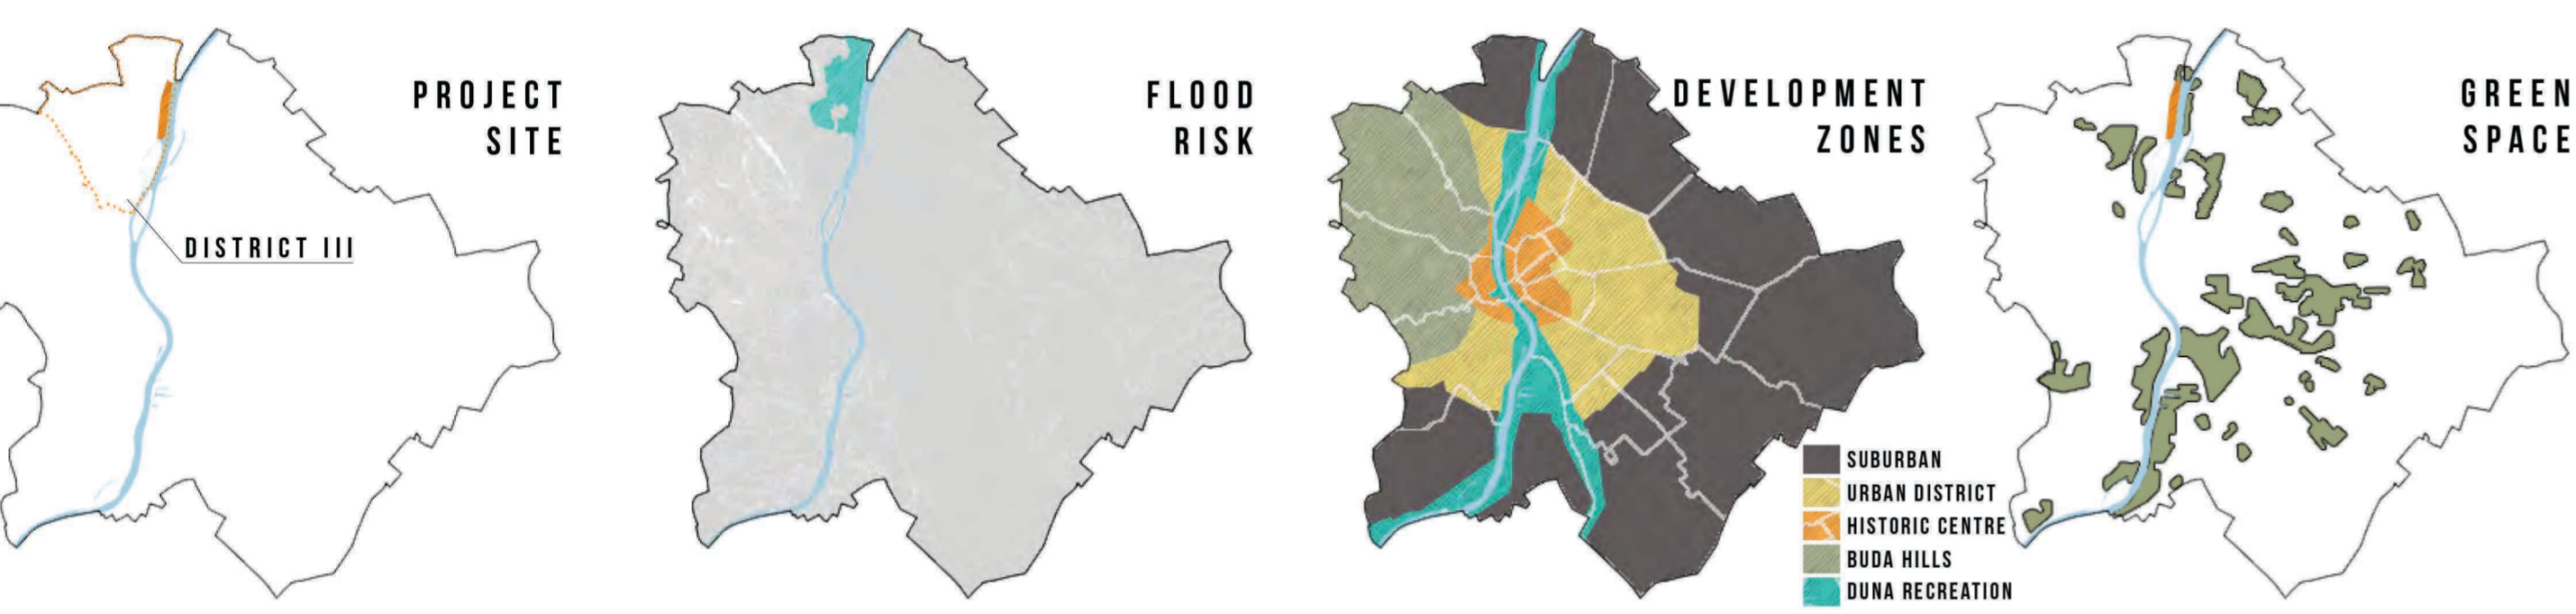 PROJECT
SITE
DISTRICT III
FLOOD
RISK
DEVELOPMENT
ZONES
SUBURBAN
URBAN DISTRICT
HISTORIC CENTRE
BUDA HILLS
DUNA RECREATION
GREEN
SPACE